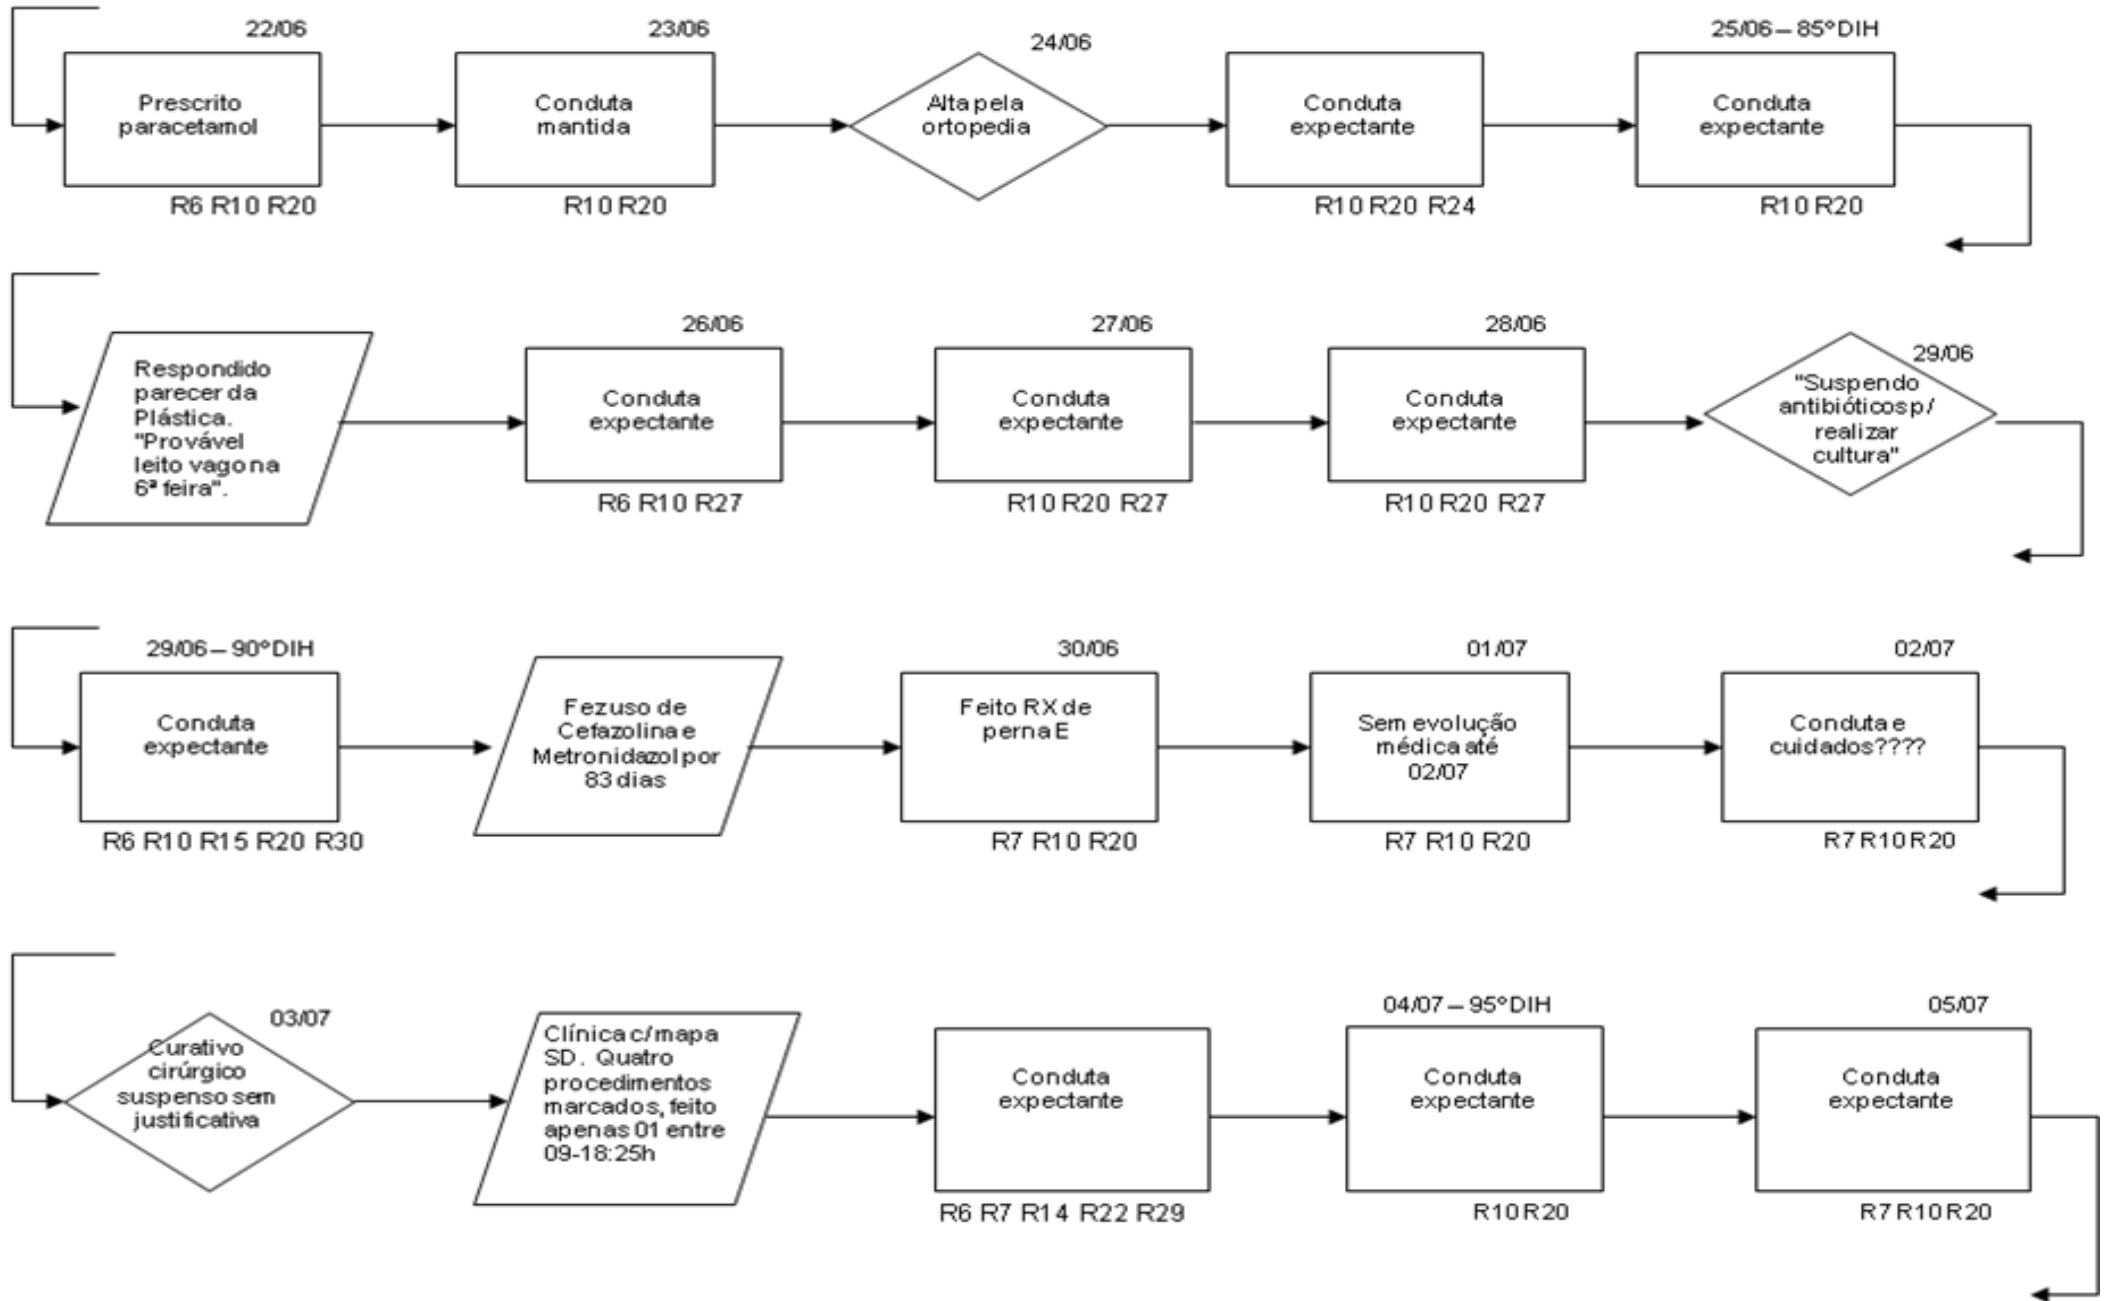 22/06
Prescrito
paracetamol
R6 R10 R20
23/06
Conduta
mantida
R10 R20
24/06
Alta pela
ortopedia
Conduta
expectante
R10 R20 R24
25/06 – 85°DIH
Conduta
expectante
R10 R20
Respondido
parecer da
Plástica.
"Provável
leito vago na
6ª feira".
26/06
Conduta
expectante
R6 R10 R27
27/06
Conduta
expectante
R10 R20 R27
28/06
Conduta
expectante
R10 R20 R27
29/06
"Suspendo
antibióticos p/
realizar
cultura"
29/06 – 90°DIH
Conduta
expectante
R6 R10 R15 R20 R30
Fez uso de
Cefazolina e
Metronidazol por
83 dias
30/06
Feito RX de
perna E
R7 R10 R20
01/07
Sem evolução
médica até
02/07
R7 R10 R20
02/07
Conduta e
cuidados????
R7 R10 R20
03/07
Curativo
cirúrgico
suspenso sem
justificativa
Clínica c/ mapa
SD. Quatro
procedimentos
marcados, feito
apenas 01 entre
09-18:25h
Conduta
expectante
R6 R7 R14 R22 R29
04/07 – 95°DIH
Conduta
expectante
R10 R20
05/07
Conduta
expectante
R7 R10 R20